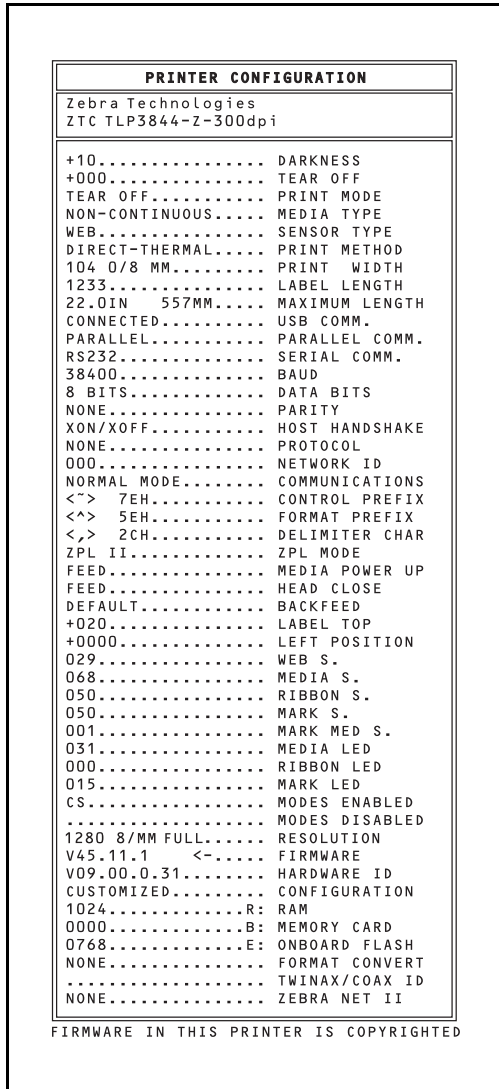 PRINTER CONFIGURATION
Zebra Technologies
ZTC TLP3844-Z-300dpi
+10................ DARKNESS
+000............... TEAR OFF
TEAR OFF........... PRINT MODE
NON-CONTINUOUS..... MEDIA TYPE
WEB................ SENSOR TYPE
DIRECT-THERMAL..... PRINT METHOD
104 0/8 MM......... PRINT WIDTH
1233............... LABEL LENGTH
22.0IN 557MM..... MAXIMUM LENGTH
CONNECTED.......... USB COMM.
PARALLEL........... PARALLEL COMM.
RS232.............. SERIAL COMM.
38400.............. BAUD
8 BITS............. DATA BITS
NONE............... PARITY
XON/XOFF........... HOST HANDSHAKE
NONE............... PROTOCOL
000................ NETWORK ID
NORMAL MODE........ COMMUNICATIONS
<~> 7EH........... CONTROL PREFIX
<^> 5EH........... FORMAT PREFIX
<,> 2CH........... DELIMITER CHAR
ZPL II............. ZPL MODE
FEED............... MEDIA POWER UP
FEED............... HEAD CLOSE
DEFAULT............ BACKFEED
+020............... LABEL TOP
+0000.............. LEFT POSITION
029................ WEB S.
068................ MEDIA S.
050................ RIBBON S.
050................ MARK S.
001................ MARK MED S.
031................ MEDIA LED
000................ RIBBON LED
015................ MARK LED
CS................. MODES ENABLED
................... MODES DISABLED
1280 8/MM FULL...... RESOLUTION
V45.11.1 <-..... FIRMWARE
V09.00.0.31........ HARDWARE ID
CUSTOMIZED......... CONFIGURATION
1024.............R: RAM
0000.............B: MEMORY CARD
0768.............E: ONBOARD FLASH
NONE............... FORMAT CONVERT
................... TWINAX/COAX ID
NONE............... ZEBRA NET II
FIRMWARE IN THIS PRINTER IS COPYRIGHTED